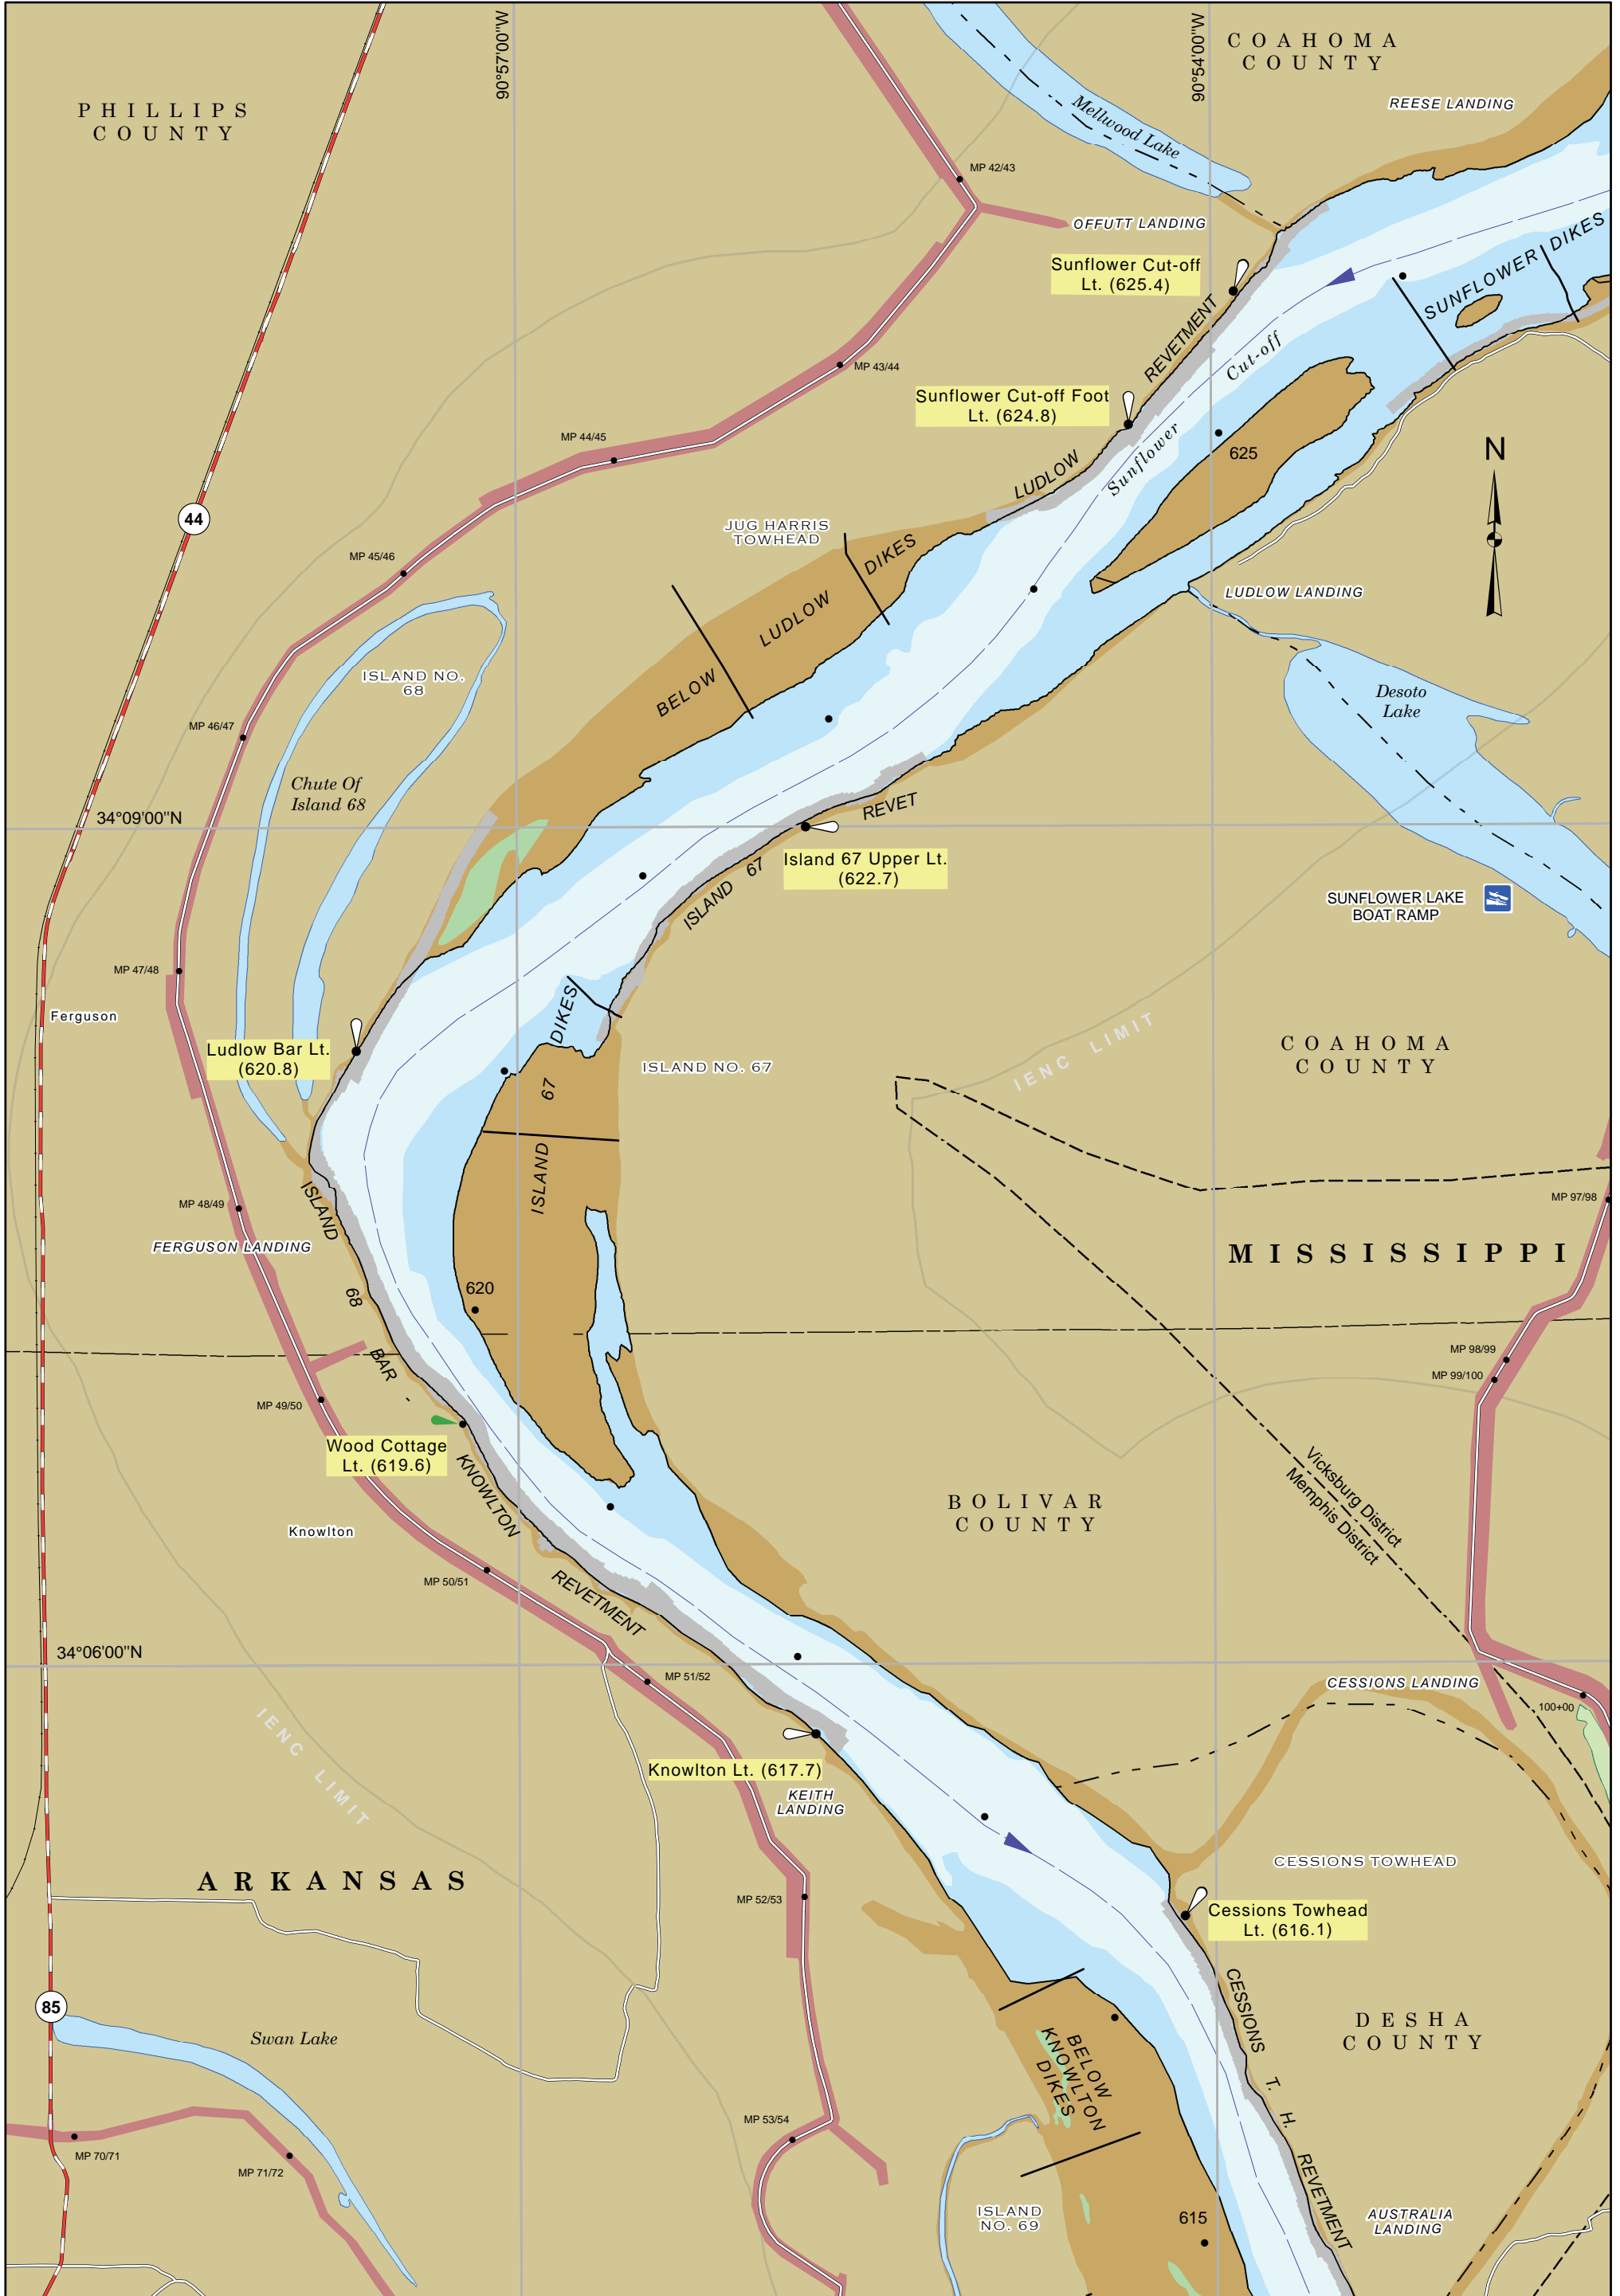 90°57'00"W
90°54'00"W
COAHOMA
COUNTY
PHILLIPS
COUNTY
REESE LANDING
Mellwood Lake
MP 42/43
OFFUTT LANDING
Sunflower Cut-off
Lt. (625.4)
SUNFLOWER DIKES
LUDLOW REVETMENT
Sunflower Cut-off
MP 43/44
Sunflower Cut-off Foot
Lt. (624.8)
MP 44/45
625
N
44
JUG HARRIS
TOWHEAD
MP 45/46
BELOW LUDLOW DIKES
LUDLOW LANDING
ISLAND NO.
68
Desoto
Lake
MP 46/47
Chute Of
Island 68
34°09'00"N
ISLAND 67 REVET
Island 67 Upper Lt.
(622.7)
SUNFLOWER LAKE
BOAT RAMP
MP 47/48
Ferguson
Ludlow Bar Lt.
(620.8)
ISLAND 67 DIKES
ISLAND NO. 67
IENC LIMIT
COAHOMA
COUNTY
MP 97/98
MP 48/49
FERGUSON LANDING
MISSISSIPPI
620
ISLAND 68 BAR - KNOWLTON REVETMENT
MP 98/99
MP 99/100
MP 49/50
Wood Cottage
Lt. (619.6)
Vicksburg District
Memphis District
BOLIVAR
COUNTY
Knowlton
MP 50/51
34°06'00"N
MP 51/52
CESSIONS LANDING
100+00
IENC LIMIT
Knowlton Lt. (617.7)
KEITH
LANDING
CESSIONS TOWHEAD
ARKANSAS
MP 52/53
Cessions Towhead
Lt. (616.1)
CESSIONS T. H. REVETMENT
85
Swan Lake
DESHA
COUNTY
BELOW
KNOWLTON
DIKES
MP 53/54
MP 70/71
MP 71/72
ISLAND
NO. 69
615
AUSTRALIA
LANDING